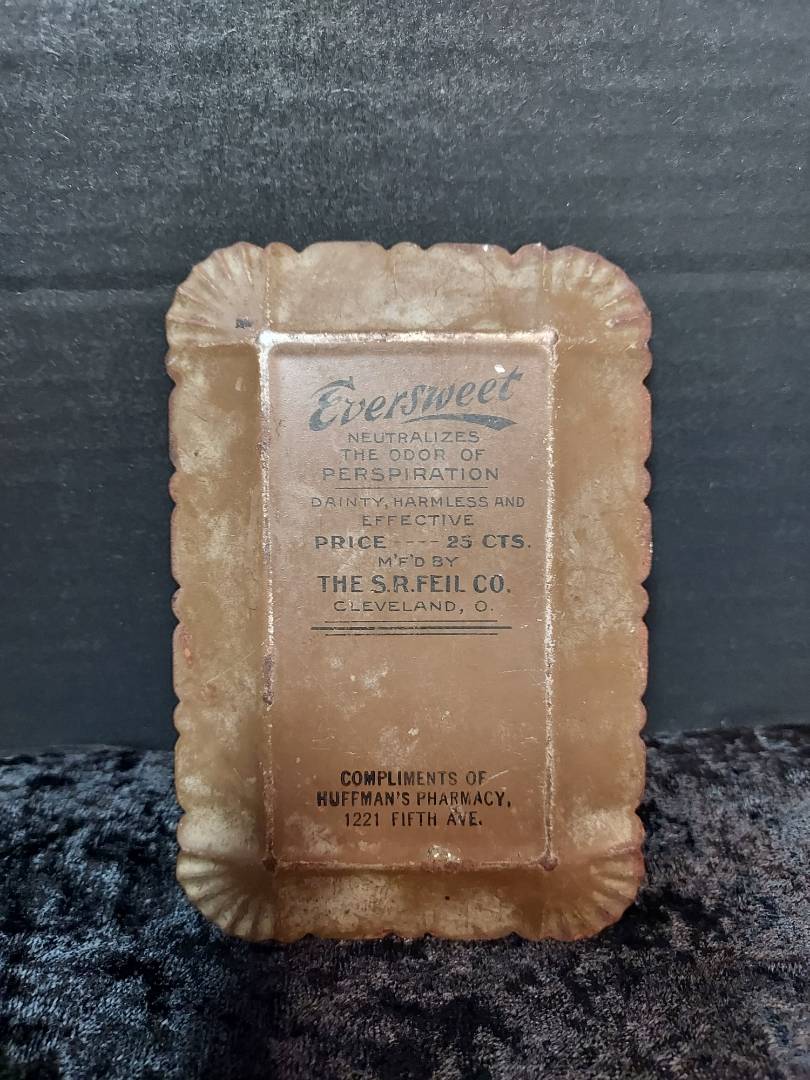 Eversweet
NEUTRALIZES
THE ODOR OF
PERSPIRATION
DAINTY, HARMLESS AND
EFFECTIVE
PRICE ---- 25 CTS.
M'F'D BY
THE S.R.FEIL CO.
CLEVELAND, O.
COMPLIMENTS OF
HUFFMAN'S PHARMACY,
1221 FIFTH AVE.